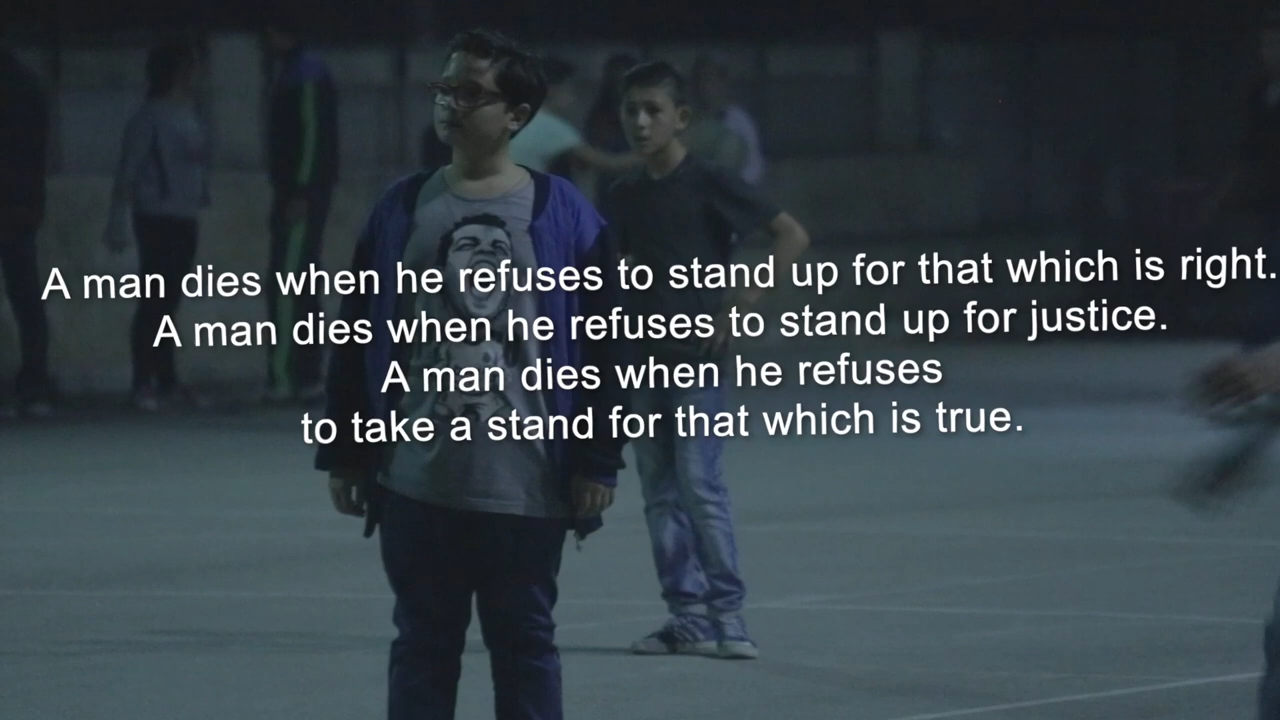 A man dies when he refuses to stand up for that which is right.
A man dies when he refuses to stand up for justice.
A man dies when he refuses
to take a stand for that which is true.